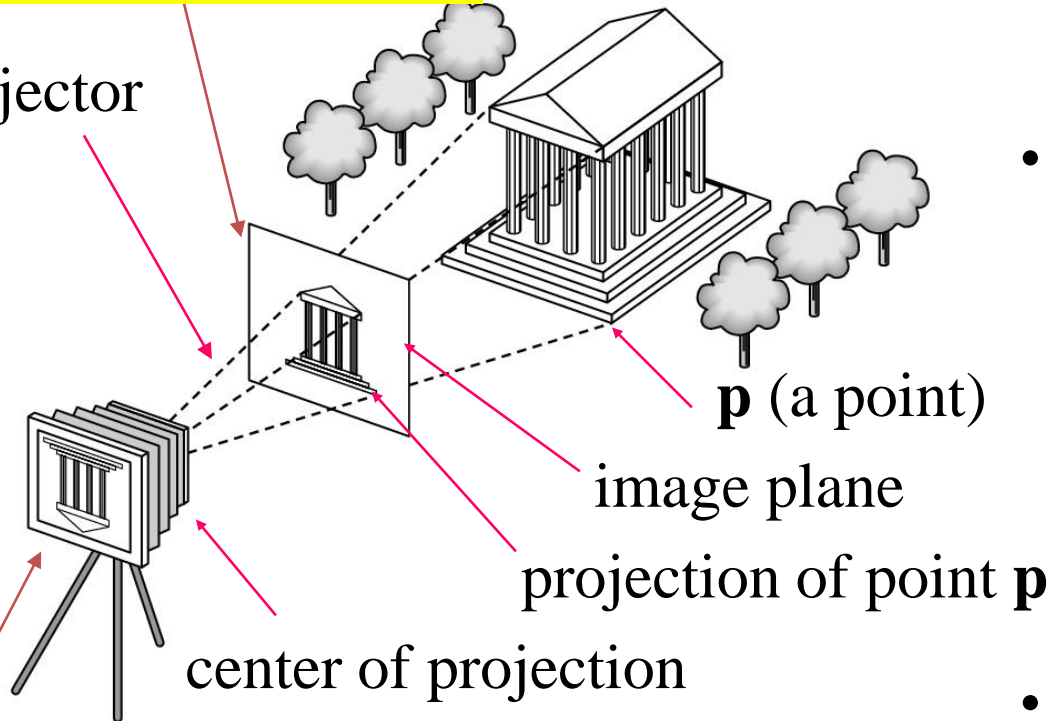 jector
•
p (a point)
image plane
projection of point p
center of projection
•